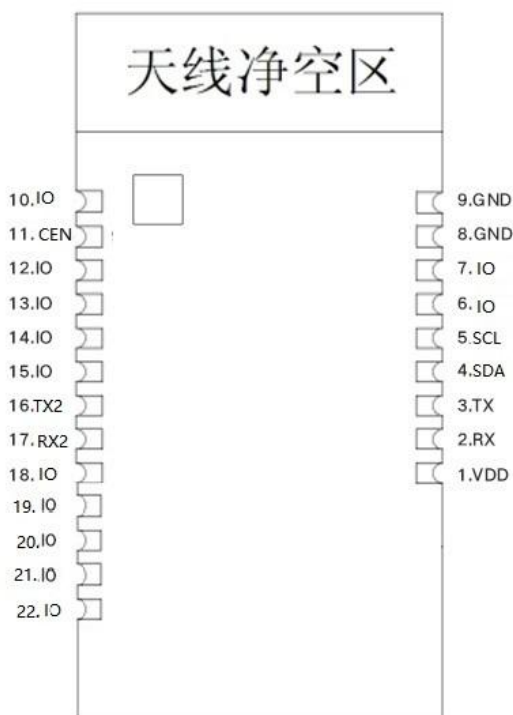 天线净空区
10.IO
11.CEN
12.IO
13.IO
14.IO
15.IO
16.TX2
17.RX2
18.IO
19.IO
20.IO
21.IO
22.IO
9.GND
8.GND
7.IO
6.IO
5.SCL
4.SDA
3.TX
2.RX
1.VDD